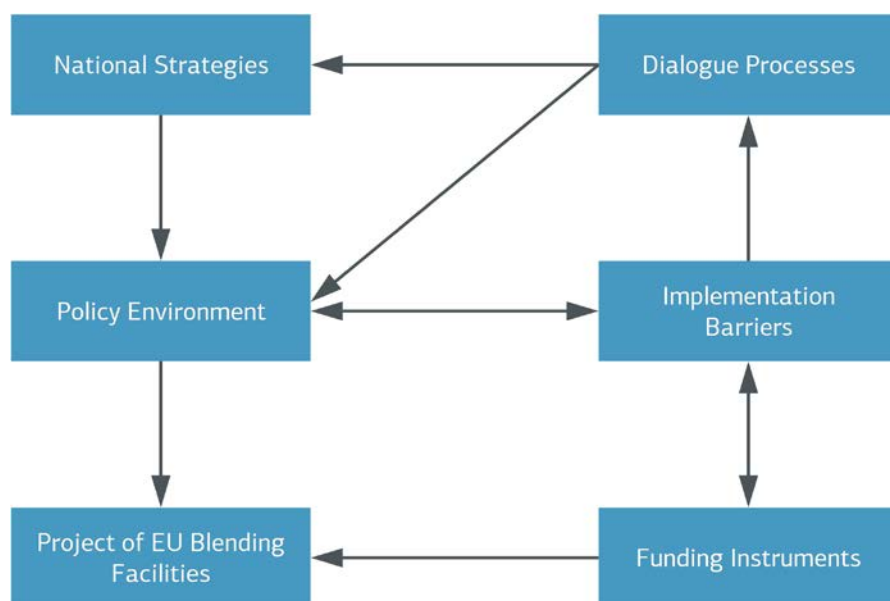 National Strategies
Dialogue Processes
Policy Environment
Implementation
Barriers
Project of EU Blending
Facilities
Funding Instruments